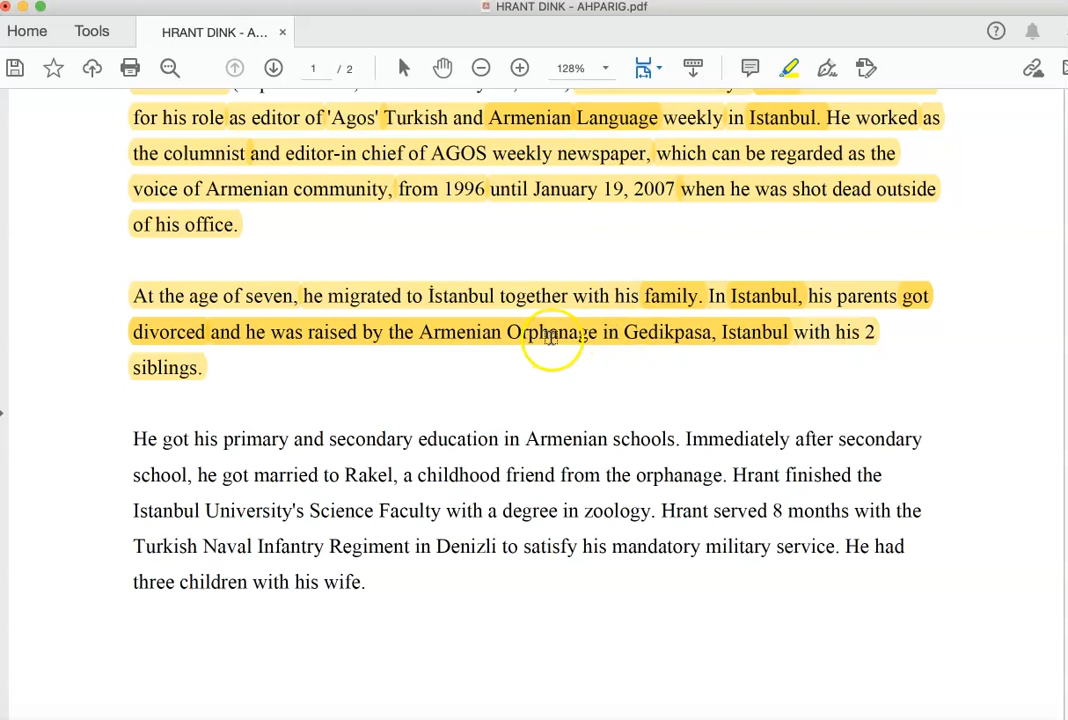 HRANT DINK - AHPARIG.pdf
Home Tools HRANT DINK - A... ×
1 / 2 128%
for his role as editor of 'Agos' Turkish and Armenian Language weekly in Istanbul. He worked as
the columnist and editor-in chief of AGOS weekly newspaper, which can be regarded as the
voice of Armenian community, from 1996 until January 19, 2007 when he was shot dead outside
of his office.
At the age of seven, he migrated to İstanbul together with his family. In Istanbul, his parents got
divorced and he was raised by the Armenian Orphanage in Gedikpasa, Istanbul with his 2
siblings.
He got his primary and secondary education in Armenian schools. Immediately after secondary
school, he got married to Rakel, a childhood friend from the orphanage. Hrant finished the
Istanbul University's Science Faculty with a degree in zoology. Hrant served 8 months with the
Turkish Naval Infantry Regiment in Denizli to satisfy his mandatory military service. He had
three children with his wife.